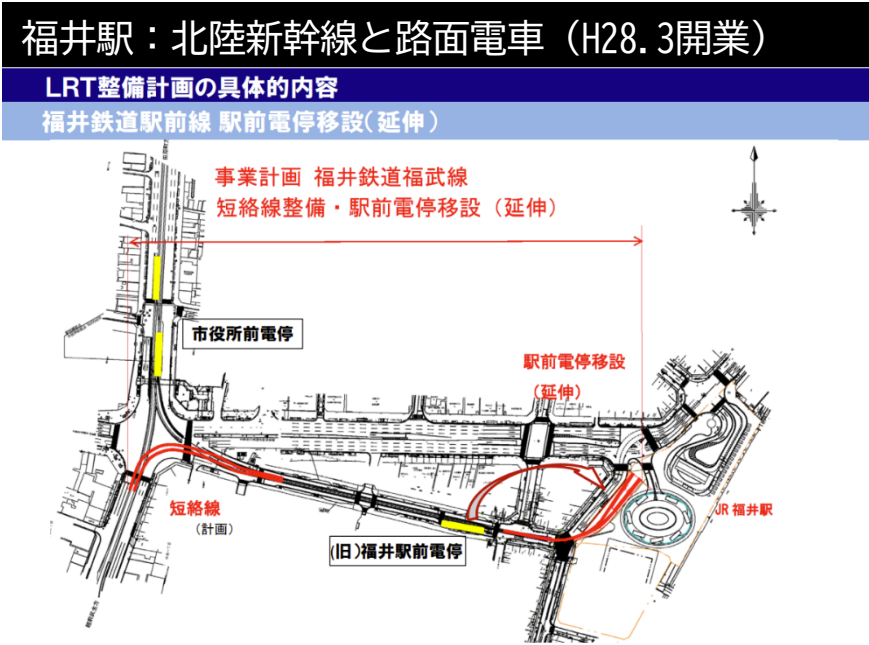 福井駅：北陸新幹線と路面電車（H28.3開業）
LRT整備計画の具体的内容
福井鉄道駅前線 駅前電停移設（延伸）
事業計画 福井鉄道福武線
短絡線整備・駅前電停移設（延伸）
市役所前電停
駅前電停移設
（延伸）
短絡線
（計画）
JR 福井駅
(旧)福井駅前電停